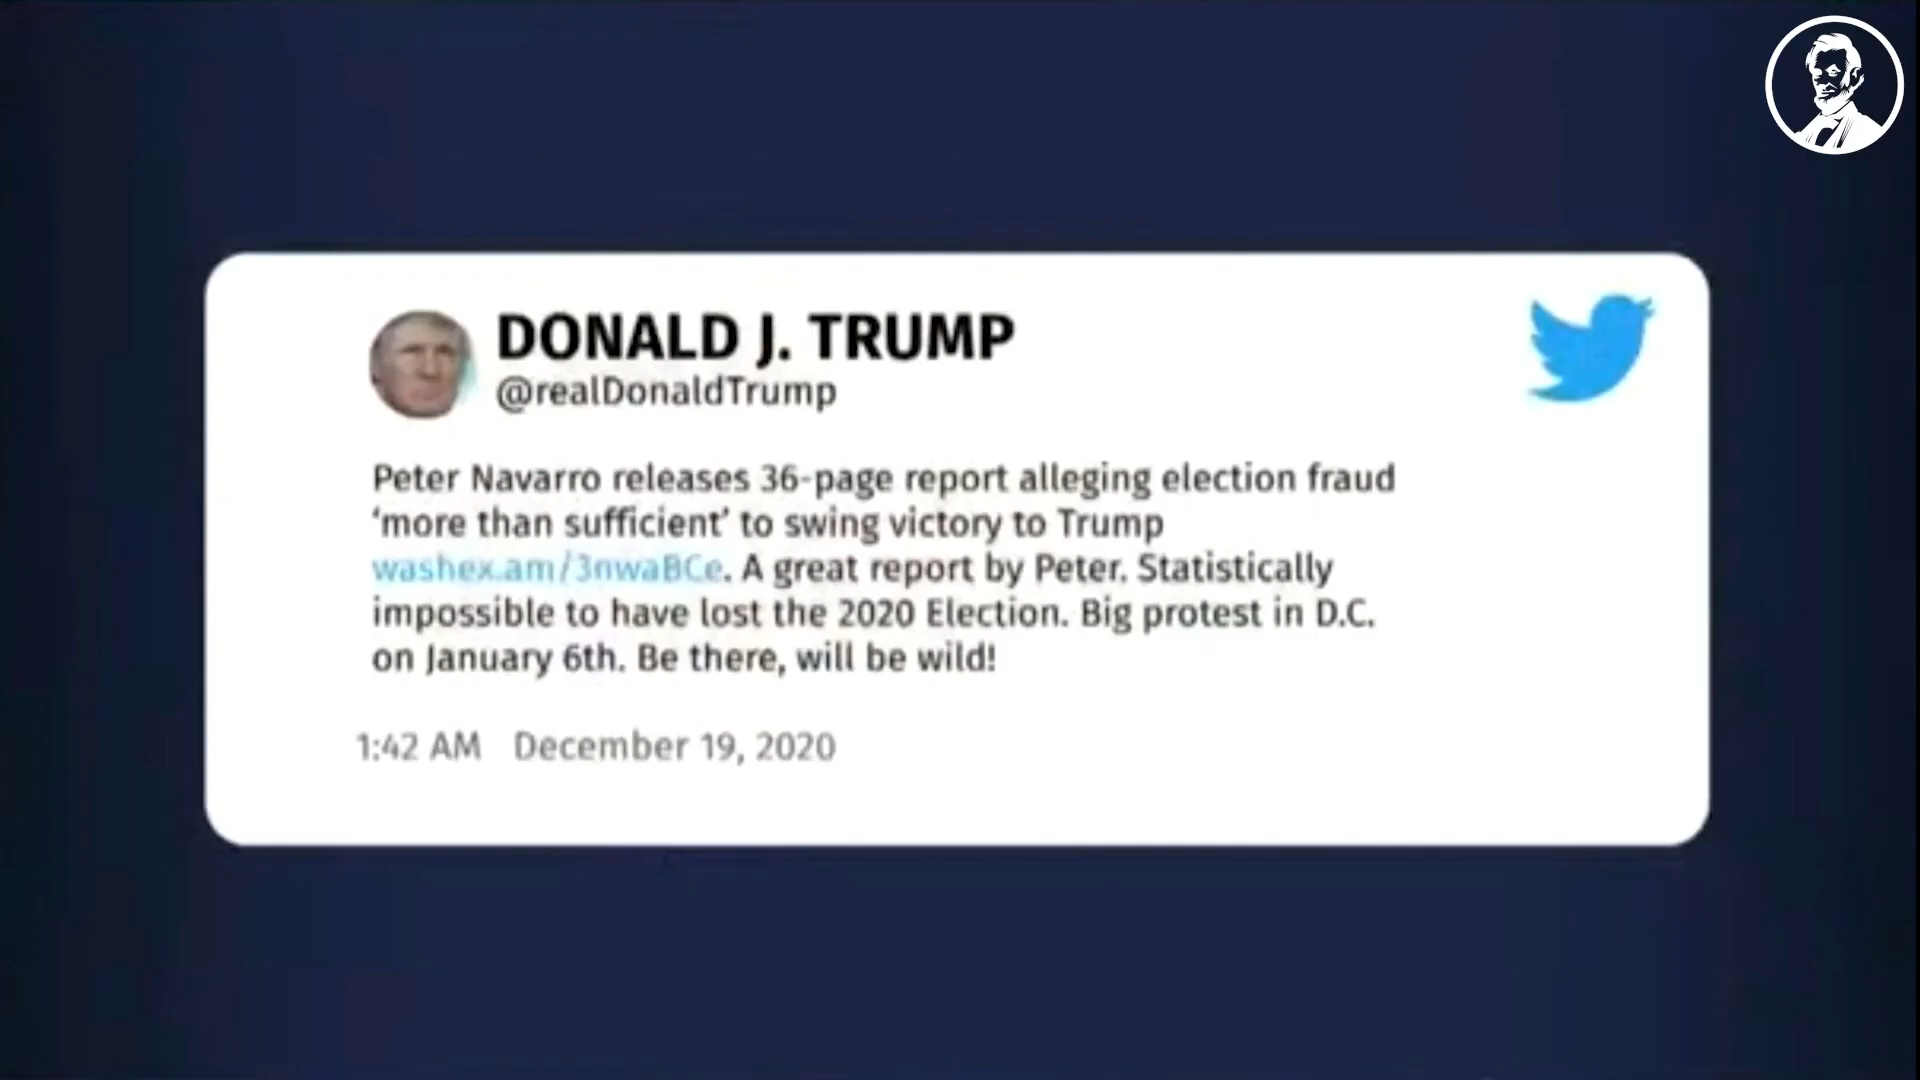 DONALD J. TRUMP
@realDonaldTrump
Peter Navarro releases 36-page report alleging election fraud
‘more than sufficient’ to swing victory to Trump
washex.am/3nwaBCe. A great report by Peter. Statistically
impossible to have lost the 2020 Election. Big protest in D.C.
on January 6th. Be there, will be wild!
1:42 AM December 19, 2020